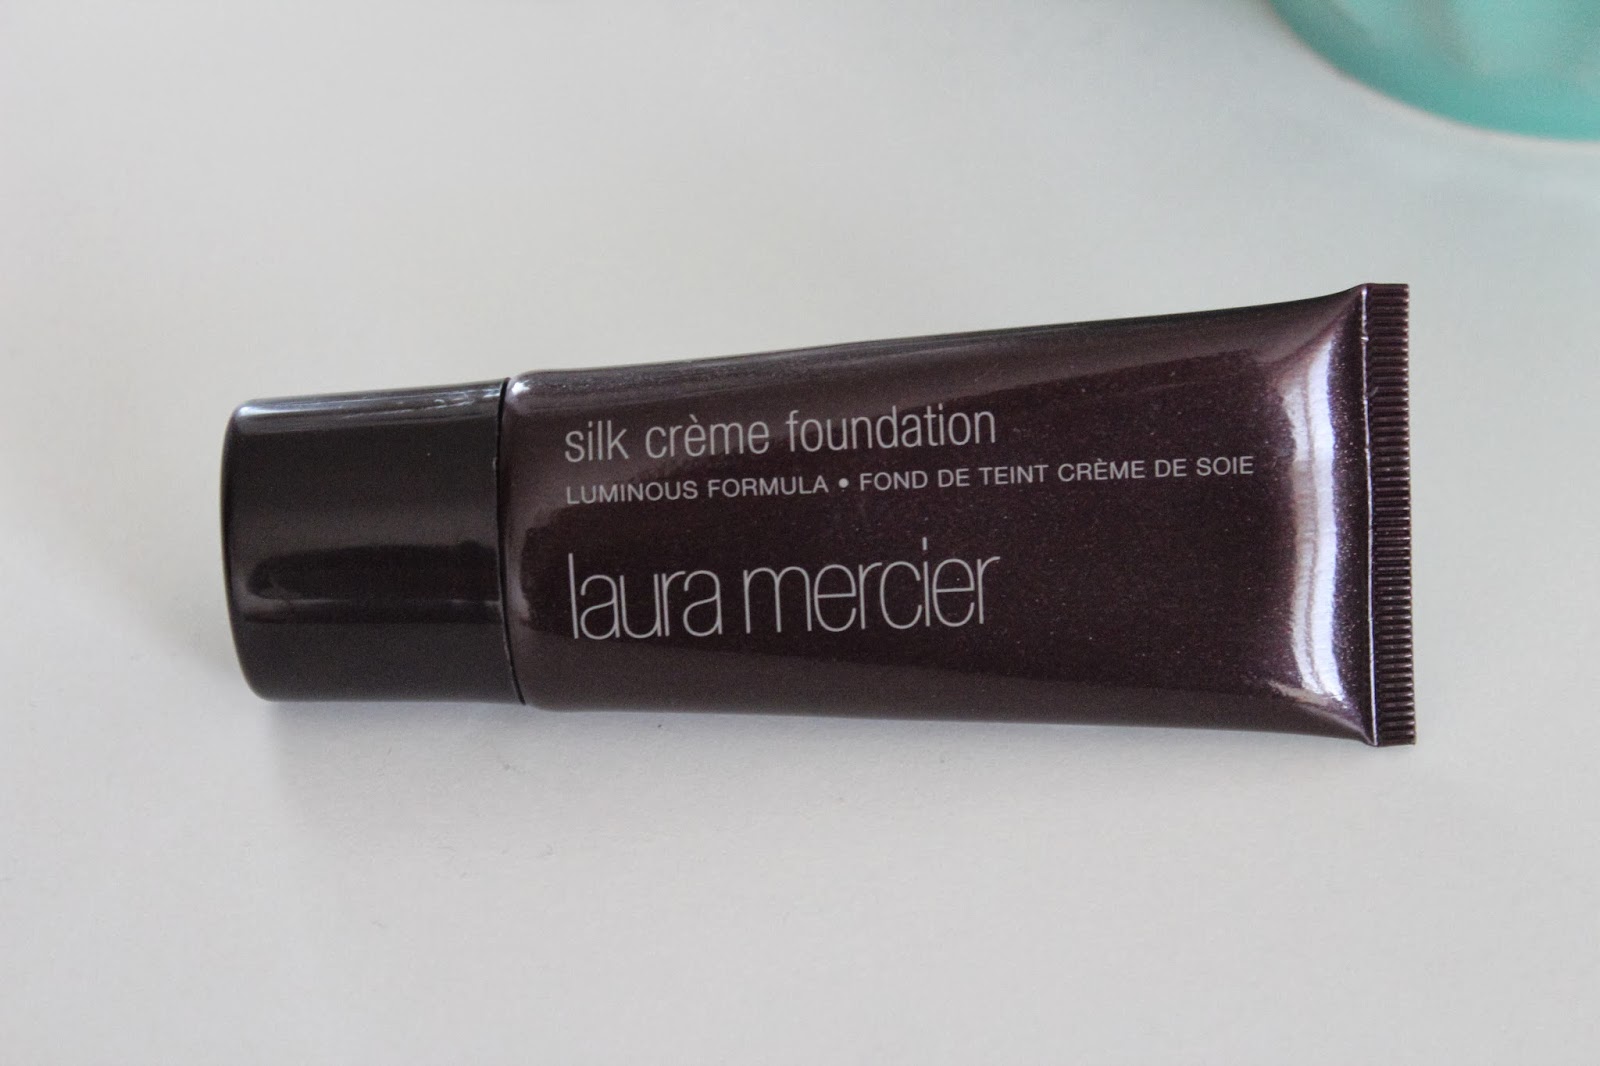 silk crème foundation
LUMINOUS FORMULA • FOND DE TEINT CRÈME DE SOIE
laura mercier